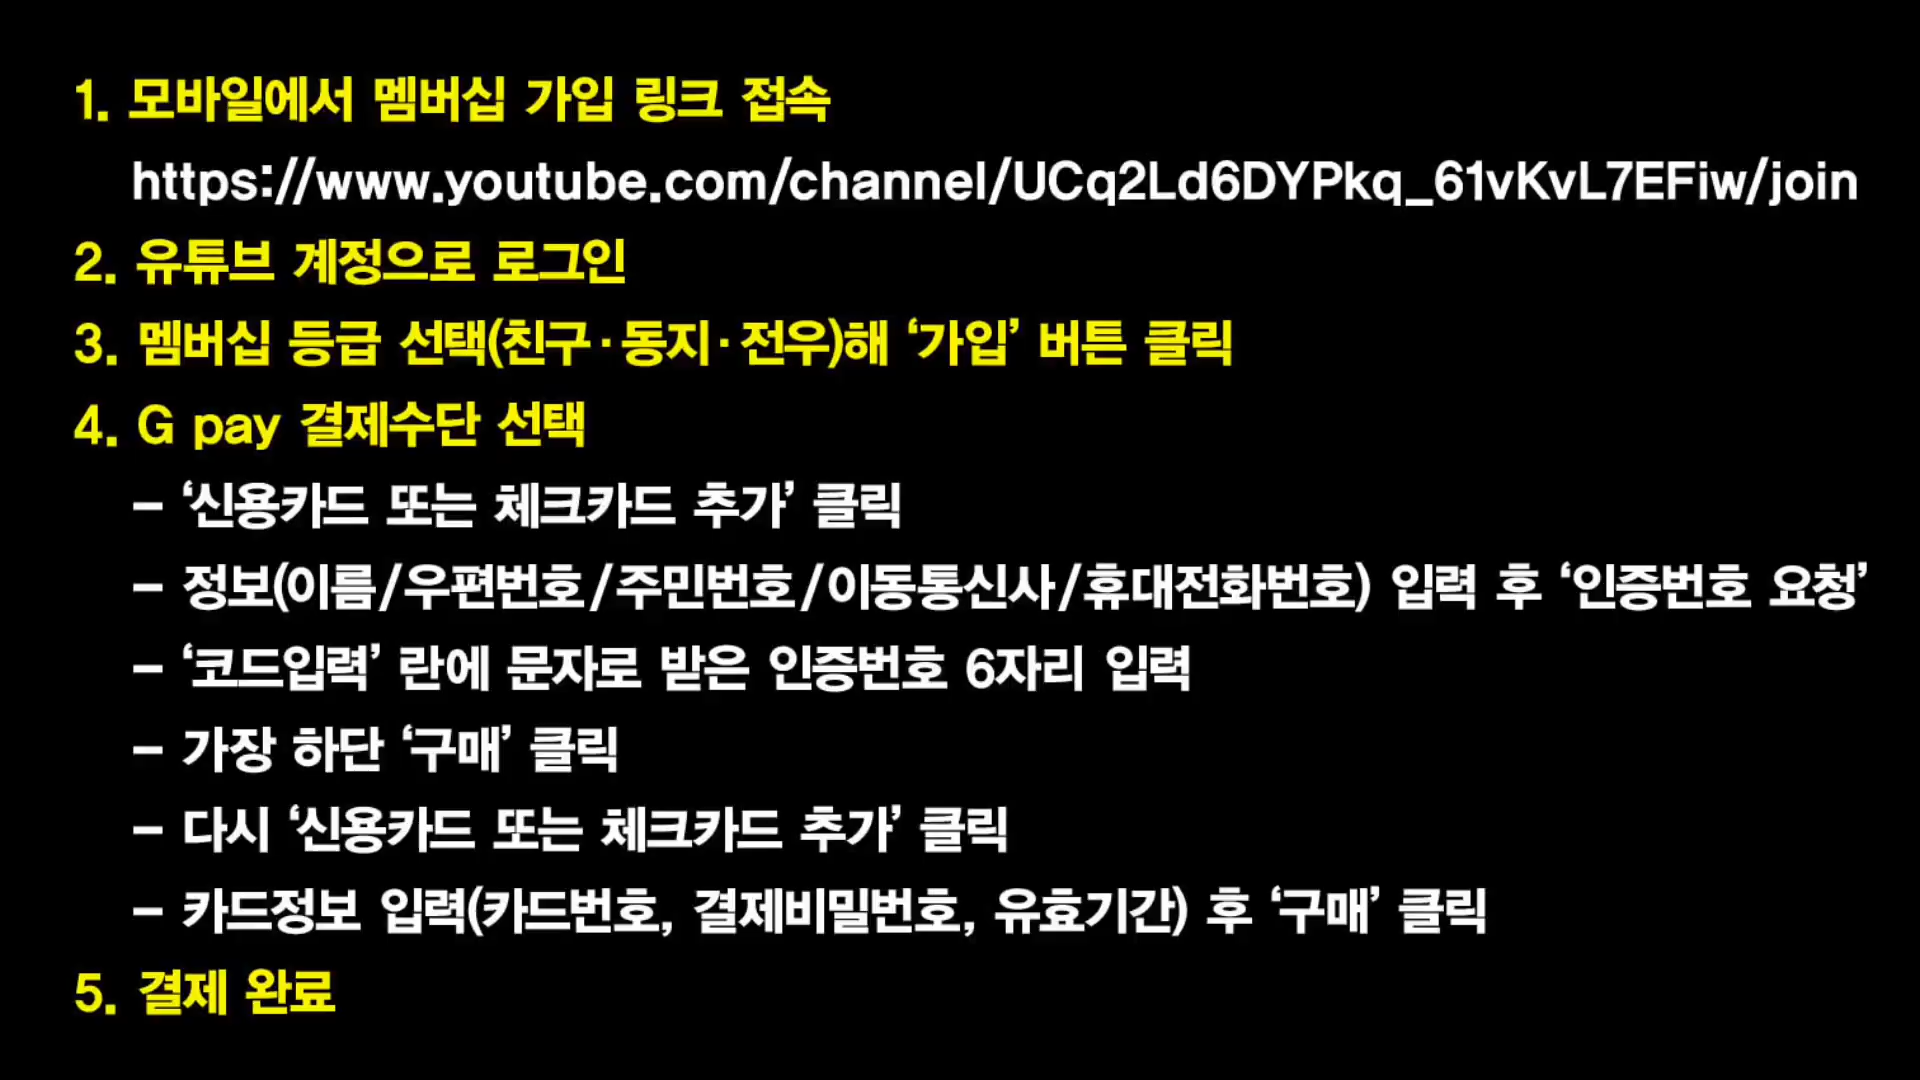 1. 모바일에서 멤버십 가입 링크 접속
https://www.youtube.com/channel/UCq2Ld6DYPkq_61vKvL7EFiw/join
2. 유튜브 계정으로 로그인
3. 멤버십 등급 선택(친구·동지·전우)해 ‘가입’ 버튼 클릭
4. G pay 결제수단 선택
– ‘신용카드 또는 체크카드 추가’ 클릭
– 정보(이름/우편번호/주민번호/이동통신사/휴대전화번호) 입력 후 ‘인증번호 요청’
– ‘코드입력’ 란에 문자로 받은 인증번호 6자리 입력
– 가장 하단 ‘구매’ 클릭
– 다시 ‘신용카드 또는 체크카드 추가’ 클릭
– 카드정보 입력(카드번호, 결제비밀번호, 유효기간) 후 ‘구매’ 클릭
5. 결제 완료